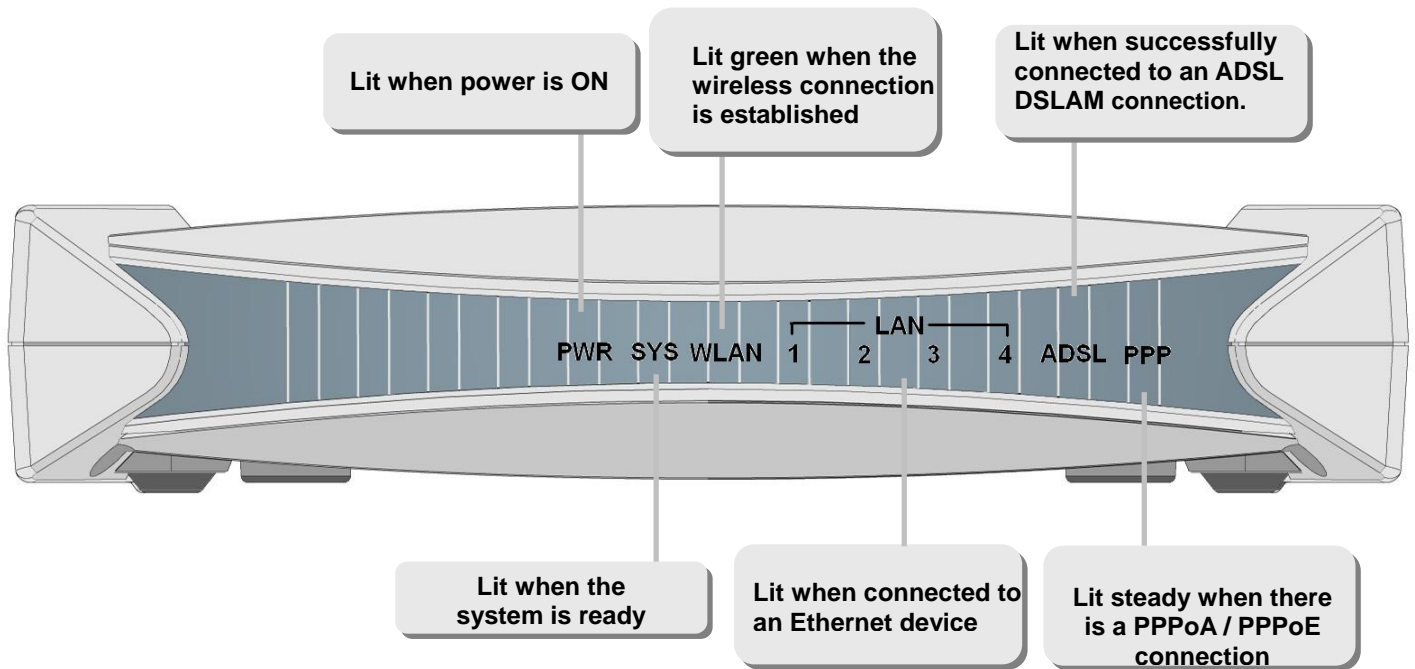 Lit when power is ON
Lit green when the
wireless connection
is established
Lit when successfully
connected to an ADSL
DSLAM connection.
LAN
PWR SYS WLAN 1 2 3 4 ADSL PPP
Lit when the
system is ready
Lit when connected to
an Ethernet device
Lit steady when there
is a PPPoA / PPPoE
connection